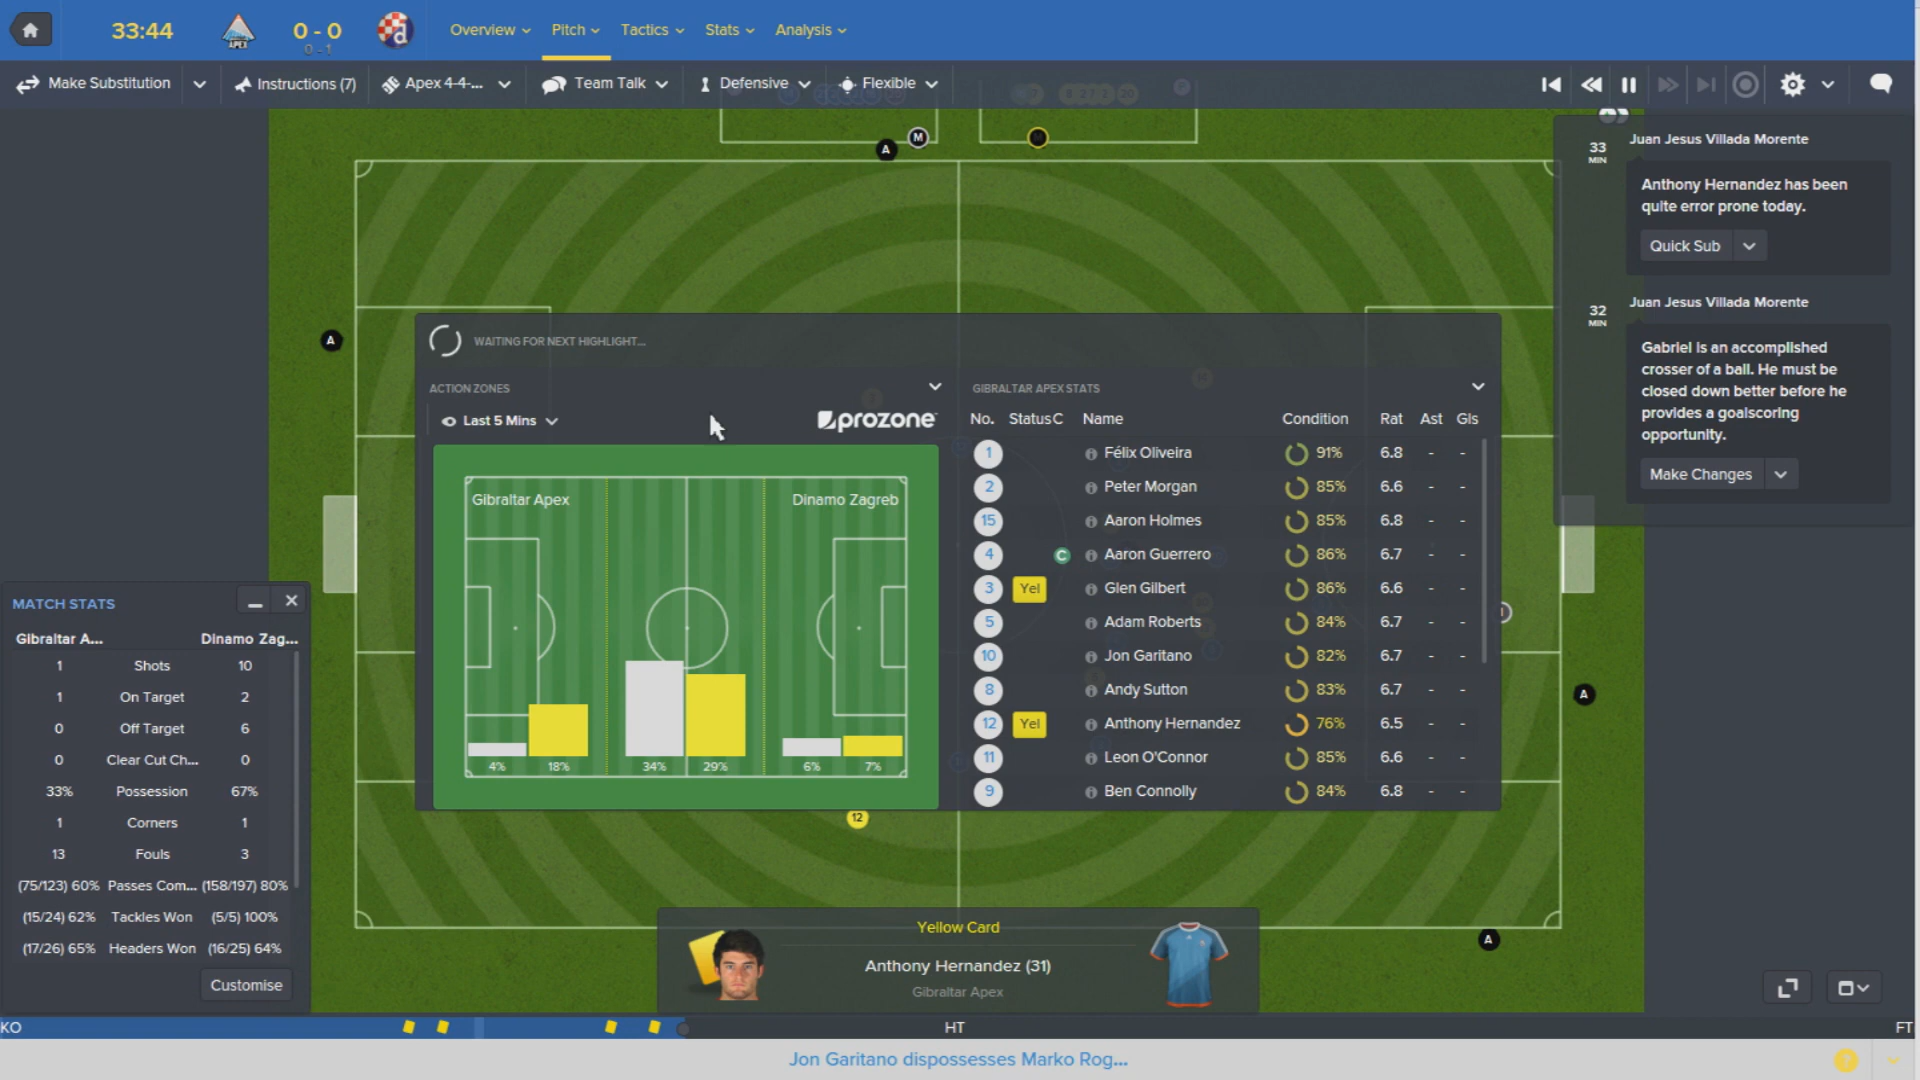 33:44
APEX
0 - 0
0 - 1
Overview
Pitch
Tactics
Stats
Analysis
Make Substitution
Instructions (7)
Apex 4-4-...
Team Talk
Defensive
Flexible
A
M
A
A
A
12
33
MIN
Juan Jesus Villada Morente
Anthony Hernandez has been
quite error prone today.
Quick Sub
32
MIN
Juan Jesus Villada Morente
Gabriel is an accomplished
crosser of a ball. He must be
closed down better before he
provides a goalscoring
opportunity.
Make Changes
WAITING FOR NEXT HIGHLIGHT...
ACTION ZONES
Last 5 Mins
prozone
Gibraltar Apex
Dinamo Zagreb
4%
18%
34%
29%
6%
7%
GIBRALTAR APEX STATS
No. Status C Name Condition Rat Ast Gls
1 Félix Oliveira 91% 6.8 - -
2 Peter Morgan 85% 6.6 - -
15 Aaron Holmes 85% 6.8 - -
4 C Aaron Guerrero 86% 6.7 - -
3 Yel Glen Gilbert 86% 6.6 - -
5 Adam Roberts 84% 6.7 - -
10 Jon Garitano 82% 6.7 - -
8 Andy Sutton 83% 6.7 - -
12 Yel Anthony Hernandez 76% 6.5 - -
11 Leon O'Connor 85% 6.6 - -
9 Ben Connolly 84% 6.8 - -
MATCH STATS
Gibraltar A... Dinamo Zag...
1 Shots 10
1 On Target 2
0 Off Target 6
0 Clear Cut Ch... 0
33% Possession 67%
1 Corners 1
13 Fouls 3
(75/123) 60% Passes Com... (158/197) 80%
(15/24) 62% Tackles Won (5/5) 100%
(17/26) 65% Headers Won (16/25) 64%
Customise
Yellow Card
Anthony Hernandez (31)
Gibraltar Apex
KO
HT
FT
Jon Garitano dispossesses Marko Rog...